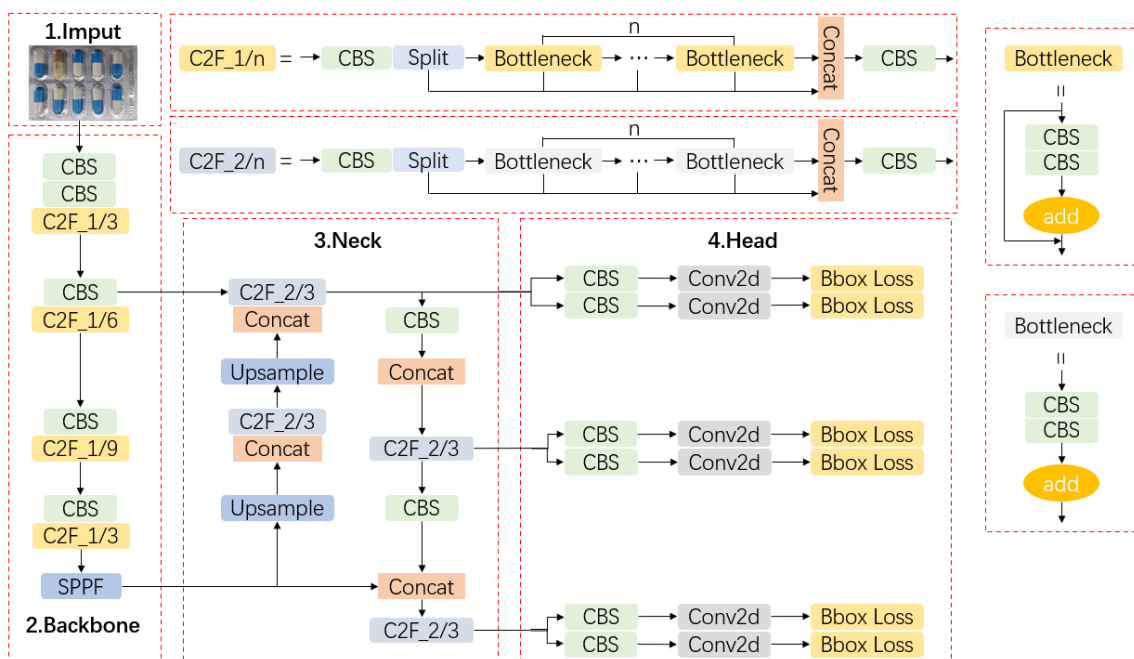 1.Imput
C2F_1/n = CBS Split Bottleneck ... Bottleneck Concat CBS
n
C2F_2/n = CBS Split Bottleneck ... Bottleneck Concat CBS
n
Bottleneck
=
CBS
CBS
add
Bottleneck
=
CBS
CBS
add
CBS
CBS
C2F_1/3
CBS
C2F_1/6
CBS
C2F_1/9
CBS
C2F_1/3
SPPF
2.Backbone
3.Neck
C2F_2/3
Concat
Upsample
C2F_2/3
Concat
Upsample
CBS
Concat
C2F_2/3
CBS
Concat
C2F_2/3
4.Head
CBS Conv2d Bbox Loss
CBS Conv2d Bbox Loss
CBS Conv2d Bbox Loss
CBS Conv2d Bbox Loss
CBS Conv2d Bbox Loss
CBS Conv2d Bbox Loss